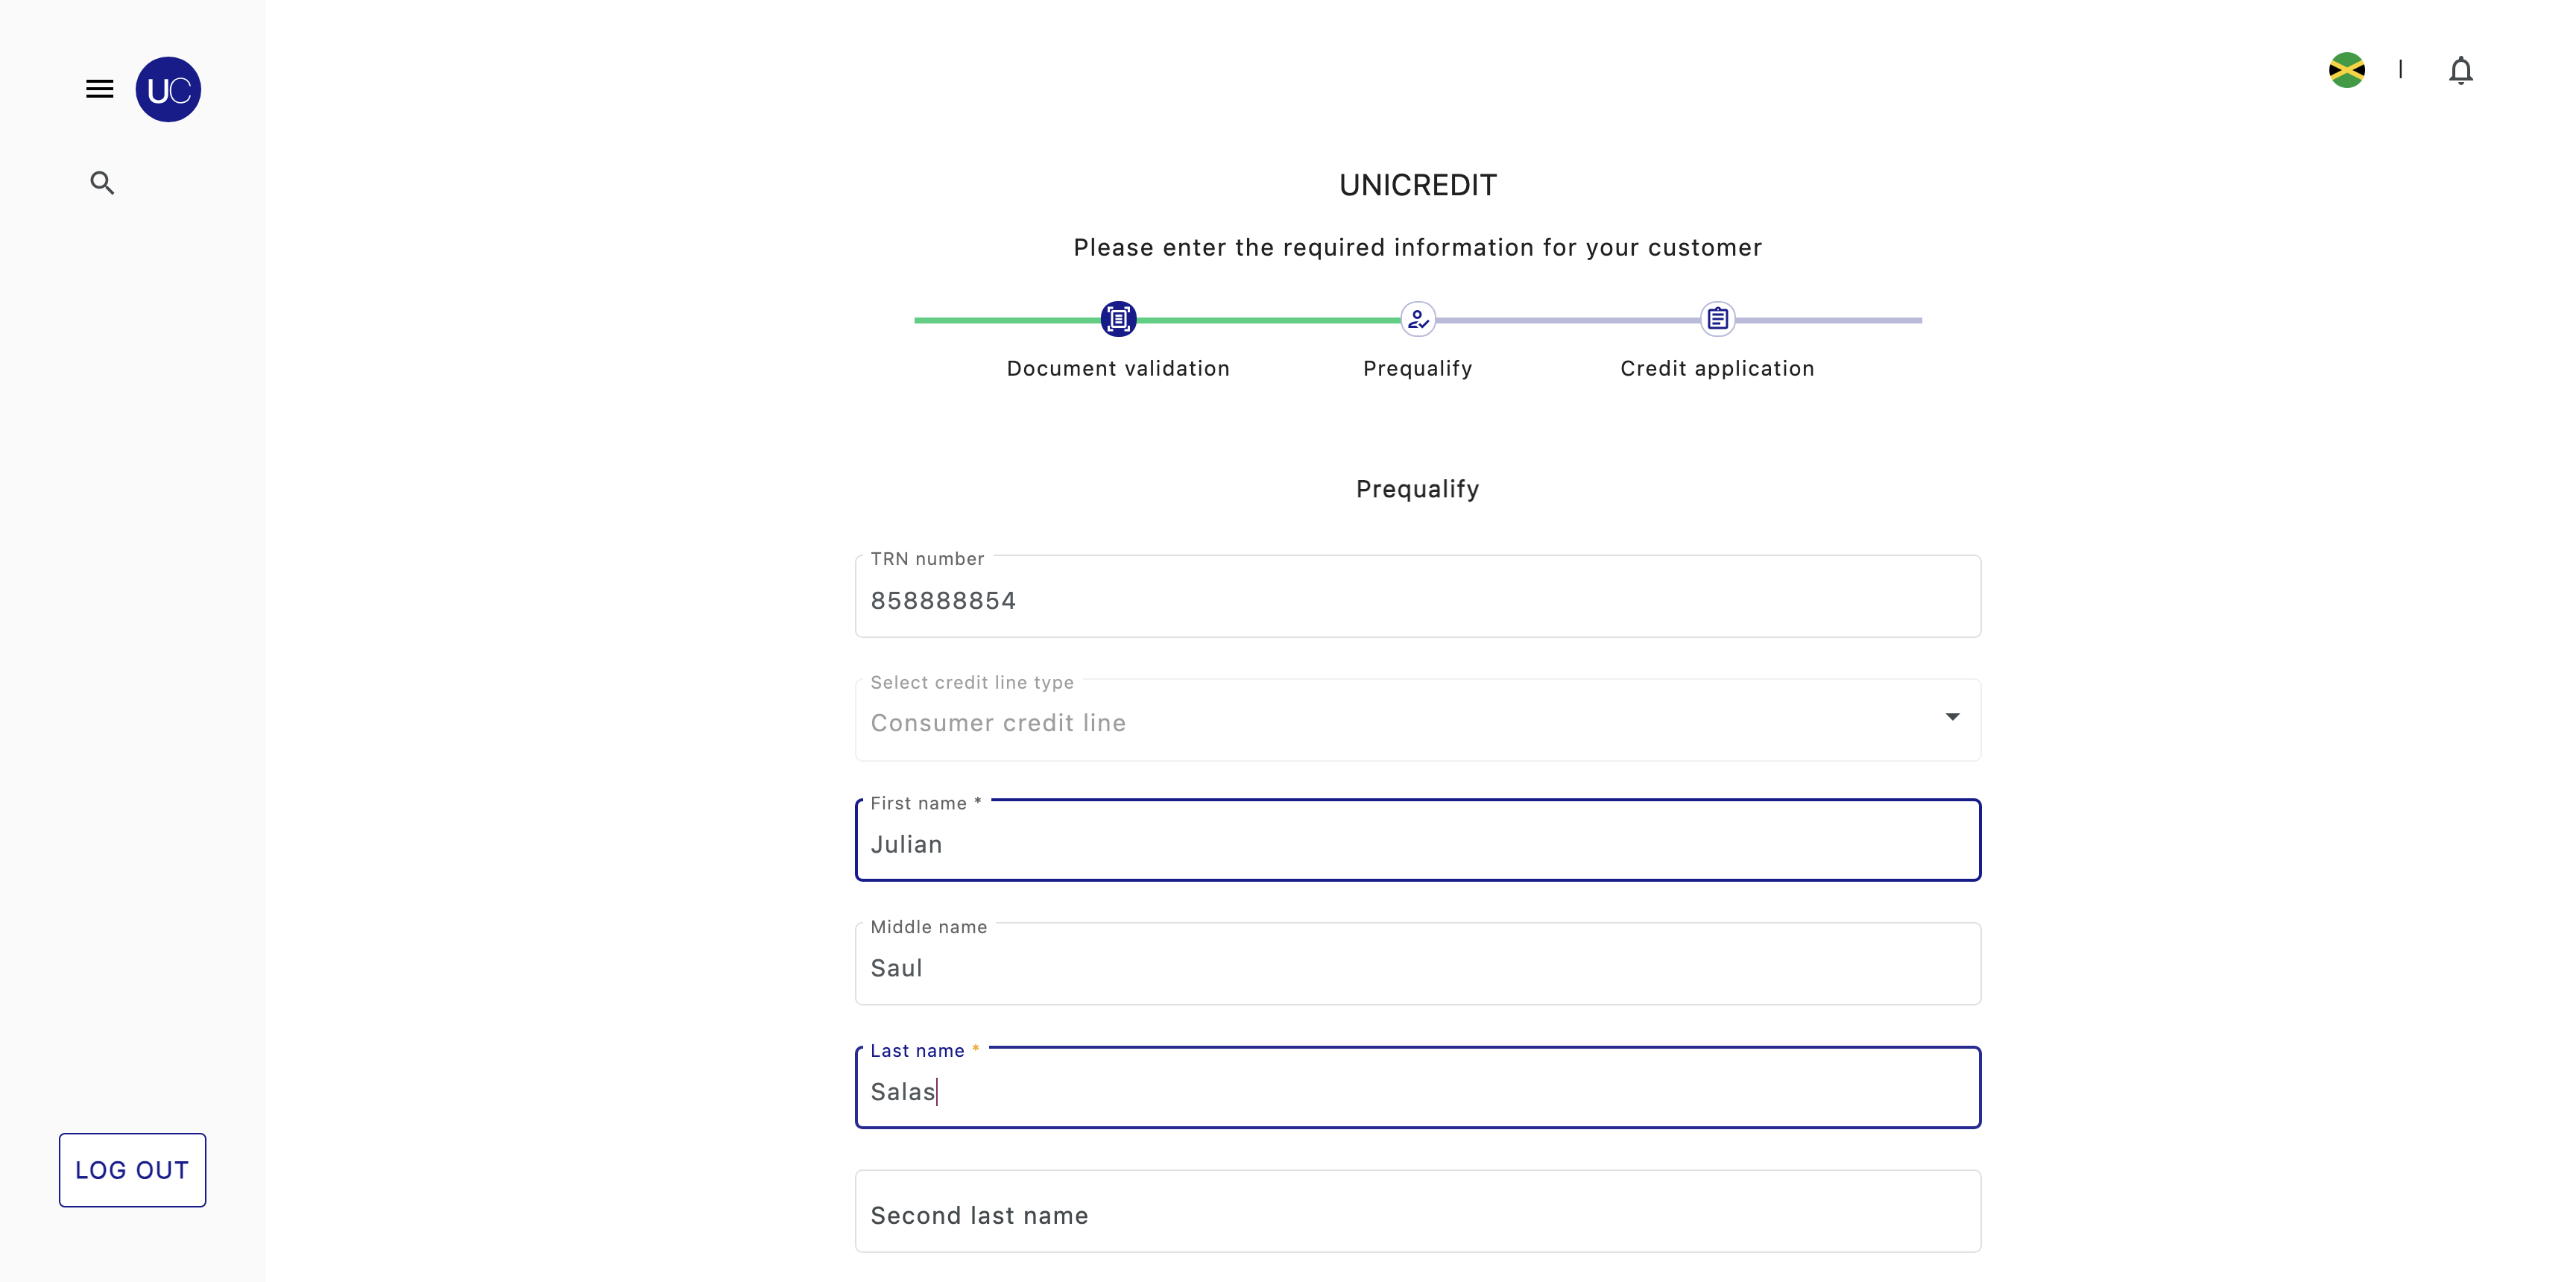 UC
UNICREDIT
Please enter the required information for your customer
Document validation
Prequalify
Credit application
Prequalify
TRN number
858888854
Select credit line type
Consumer credit line
First name *
Julian
Middle name
Saul
Last name *
Salas
Second last name
LOG OUT